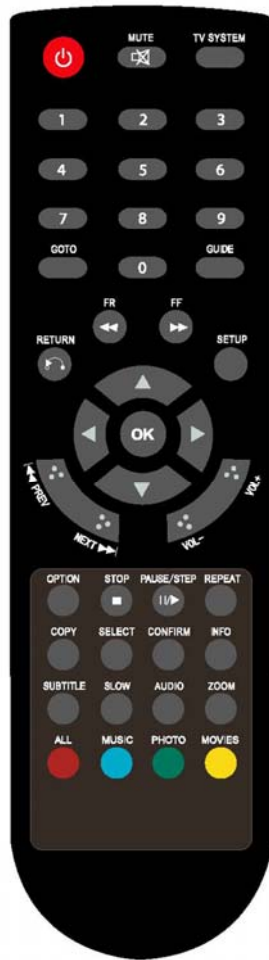 MUTE TV SYSTEM
1 2 3
4 5 6
7 8 9
GOTO 0 GUIDE
FR FF
RETURN SETUP
OK
PREV VOL+
NEXT VOL-
OPTION STOP PAUSE/STEP REPEAT
COPY SELECT CONFIRM INFO
SUBTITLE SLOW AUDIO ZOOM
ALL MUSIC PHOTO MOVIES